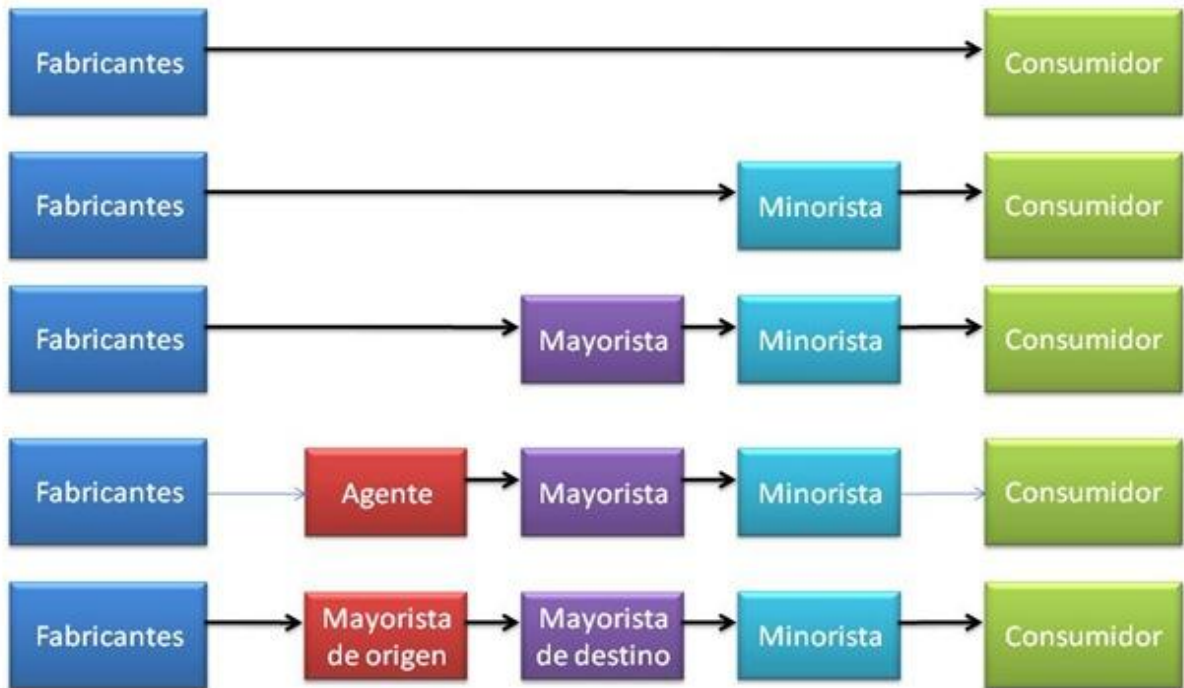 Fabricantes
Consumidor
Fabricantes
Minorista
Consumidor
Fabricantes
Mayorista
Minorista
Consumidor
Fabricantes
Agente
Mayorista
Minorista
Consumidor
Fabricantes
Mayorista
de origen
Mayorista
de destino
Minorista
Consumidor